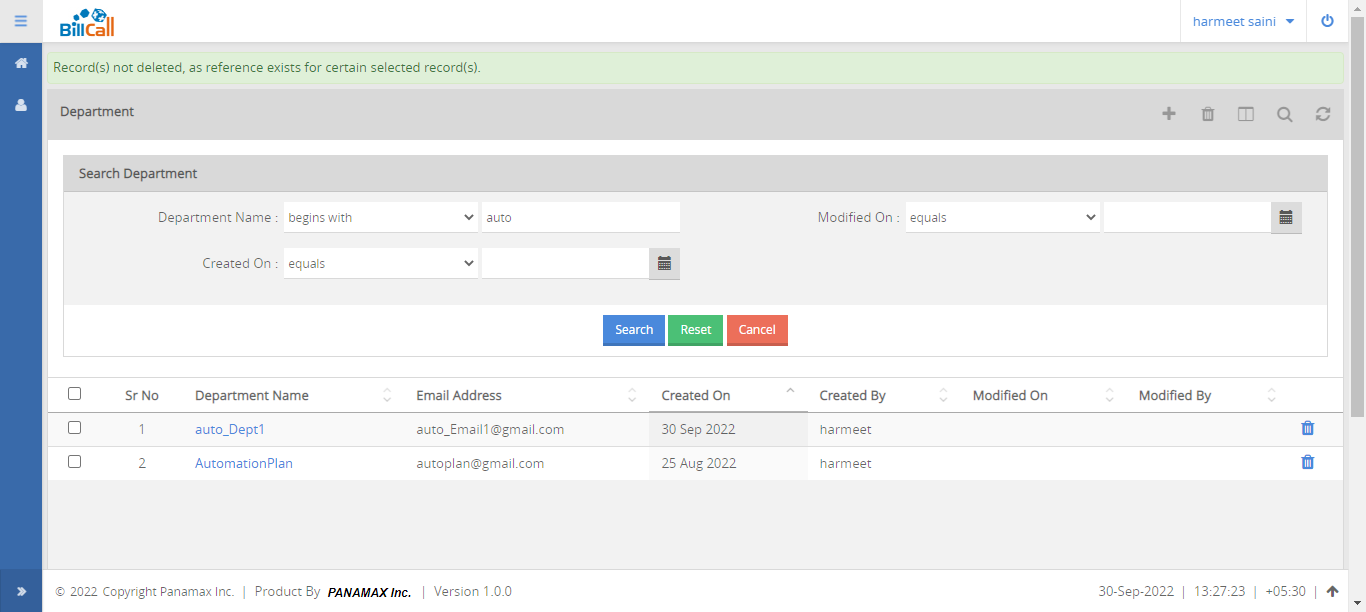 BillCall
harmeet saini
Record(s) not deleted, as reference exists for certain selected record(s).
Department
Search Department
Department Name : begins with auto Modified On : equals
Created On : equals
Search Reset Cancel
Sr No Department Name Email Address Created On Created By Modified On Modified By
1 auto_Dept1 auto_Email1@gmail.com 30 Sep 2022 harmeet
2 AutomationPlan autoplan@gmail.com 25 Aug 2022 harmeet
© 2022 Copyright Panamax Inc. | Product By PANAMAX Inc. | Version 1.0.0 30-Sep-2022 | 13:27:23 | +05:30 |